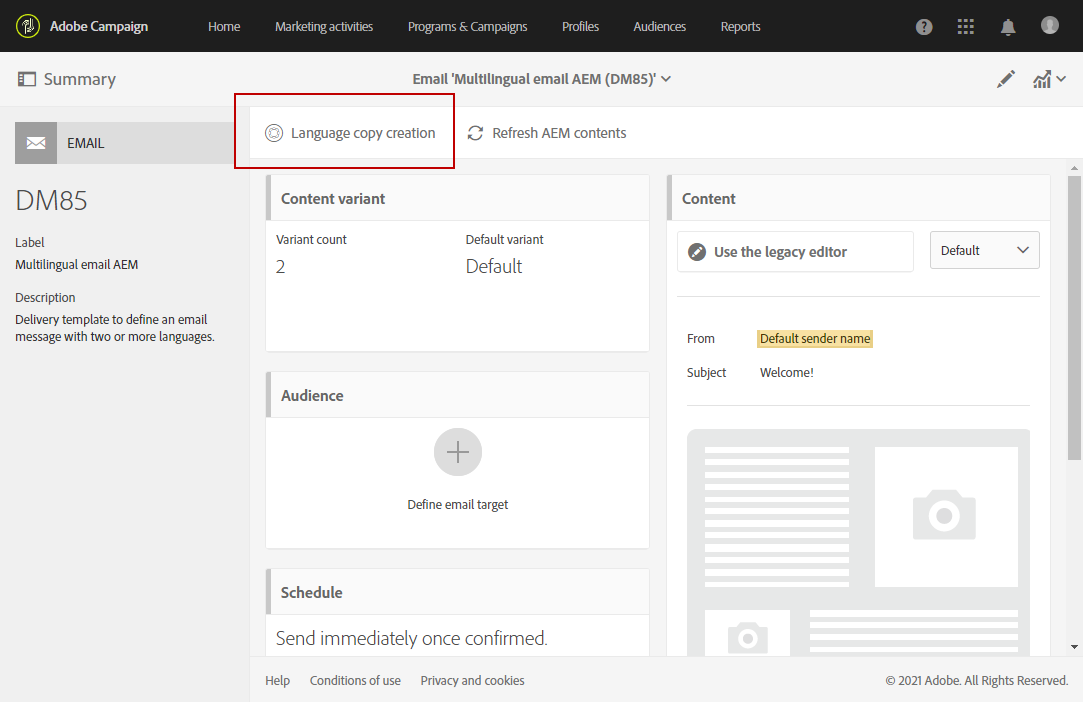 Adobe Campaign Home Marketing activities Programs & Campaigns Profiles Audiences Reports
Summary
Email 'Multilingual email AEM (DM85)'
Language copy creation
Refresh AEM contents
EMAIL
DM85
Label
Multilingual email AEM
Description
Delivery template to define an email
message with two or more languages.
Content variant
Variant count Default variant
2 Default
Audience
Define email target
Schedule
Send immediately once confirmed.
Content
Use the legacy editor
Default
From Default sender name
Subject Welcome!
Help Conditions of use Privacy and cookies
© 2021 Adobe. All Rights Reserved.